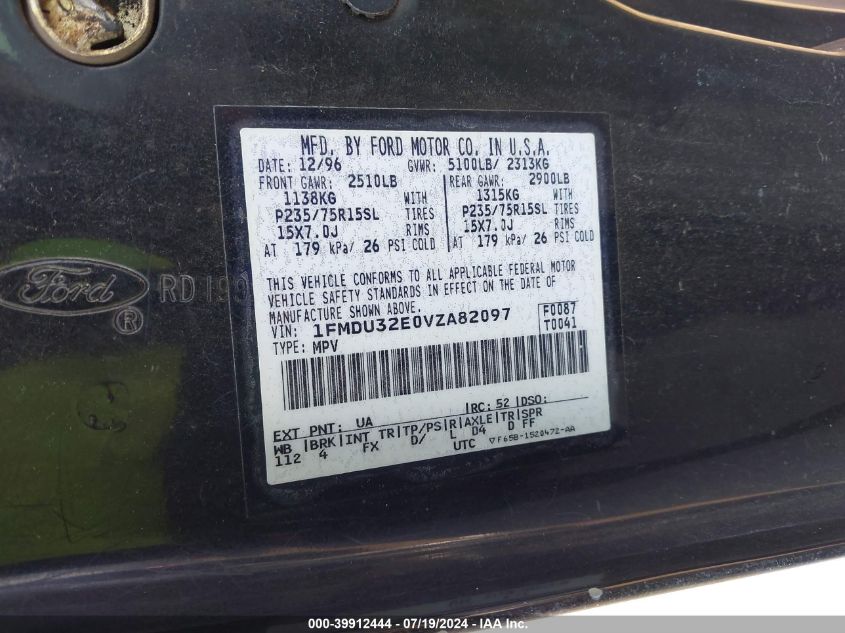 MFD. BY FORD MOTOR CO. IN U.S.A.
DATE: 12/96 GVWR: 5100LB/ 2313KG
FRONT GAWR: 2510LB REAR GAWR: 2900LB
1138KG WITH 1315KG WITH
P235/75R15SL TIRES P235/75R15SL TIRES
15X7.0J RIMS 15X7.0J RIMS
AT 179 kPa/ 26 PSI COLD AT 179 kPa/ 26 PSI COLD
THIS VEHICLE CONFORMS TO ALL APPLICABLE FEDERAL MOTOR
VEHICLE SAFETY STANDARDS IN EFFECT ON THE DATE OF
MANUFACTURE SHOWN ABOVE.
VIN: 1FMDU32E0VZA82097 F0087
TYPE: MPV T0041
Ford ® RD
EXT PNT: UA |RC: 52 |DSO:
WB |BRK|INT TR|TP/PS|R|AXLE|TR|SPR
112 4 FX D/ L D4 D FF
UTC ▽F65B-1520472-AA
000-39912444 - 07/19/2024 - IAA Inc.